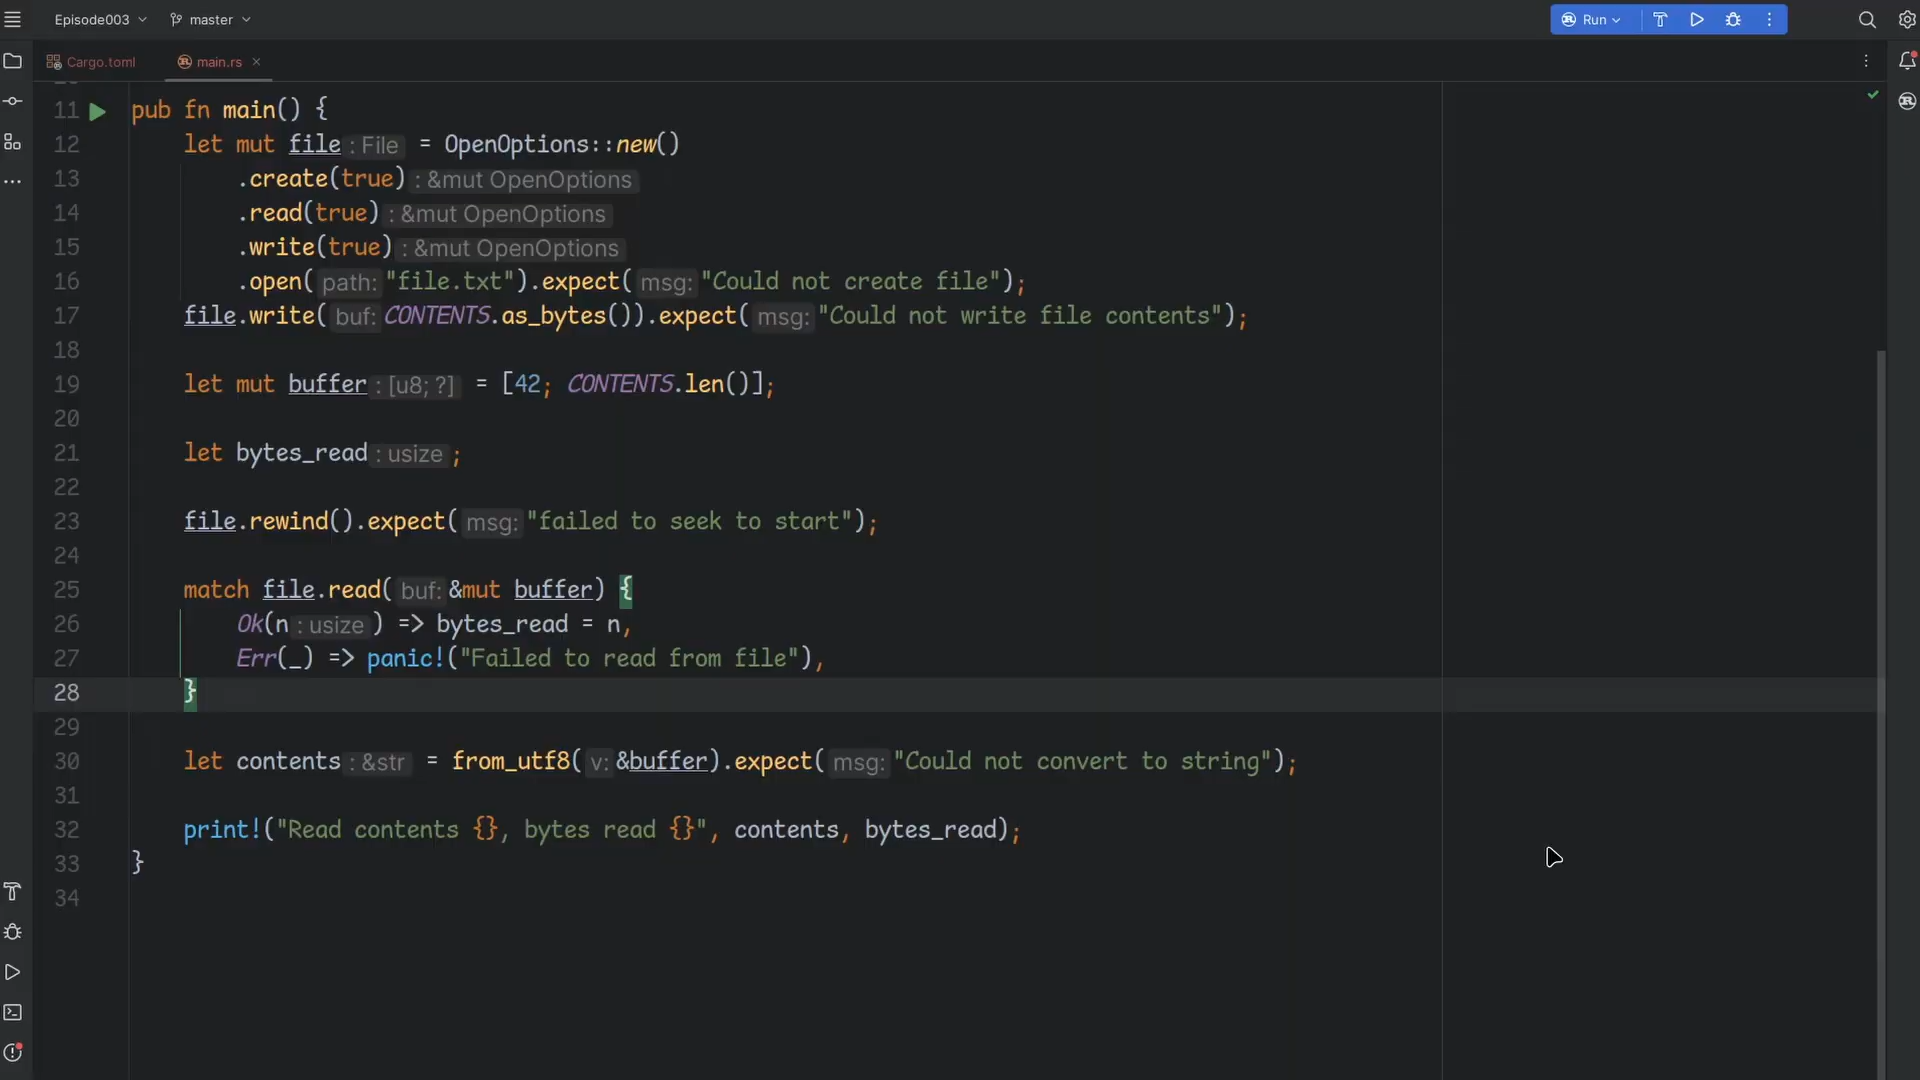 Episode003 master Run
Cargo.toml main.rs
11 pub fn main() {
12 let mut file : File = OpenOptions::new()
13 .create(true) : &mut OpenOptions
14 .read(true) : &mut OpenOptions
15 .write(true) : &mut OpenOptions
16 .open( path: "file.txt").expect( msg: "Could not create file");
17 file.write( buf: CONTENTS.as_bytes()).expect( msg: "Could not write file contents");
18
19 let mut buffer : [u8; ?] = [42; CONTENTS.len()];
20
21 let bytes_read : usize ;
22
23 file.rewind().expect( msg: "failed to seek to start");
24
25 match file.read( buf: &mut buffer) {
26 Ok(n : usize ) => bytes_read = n,
27 Err(_) => panic!("Failed to read from file"),
28 }
29
30 let contents : &str = from_utf8( v: &buffer).expect( msg: "Could not convert to string");
31
32 print!("Read contents {}, bytes read {}", contents, bytes_read);
33 }
34